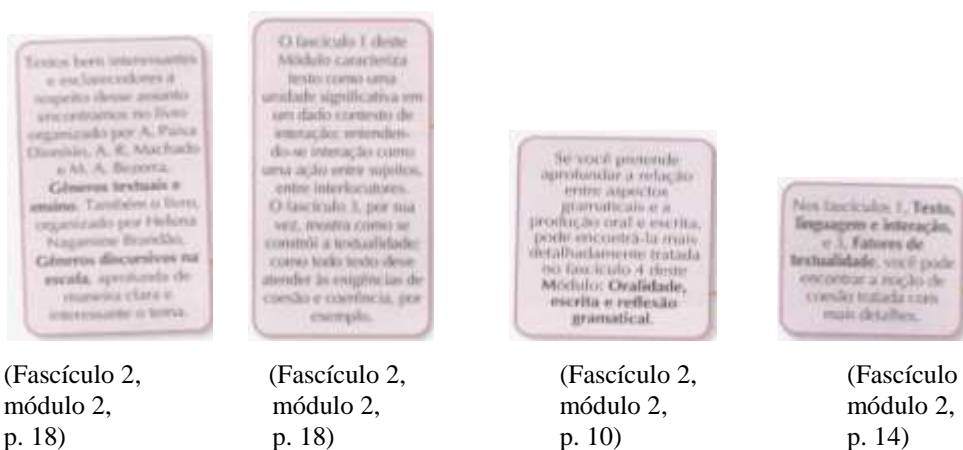 Textos bem interessantes
e esclarecedores a
respeito desse assunto
encontramos no livro
organizado por A. Paiva
Dionísio, A. R. Machado
e M. A. Bezerra,
Gêneros textuais e
ensino. Também o livro,
organizado por Helena
Nagamine Brandão,
Gêneros discursivos na
escola, aprofunda de
maneira clara e
interessante o tema.
O fascículo 1 deste
Módulo caracteriza
texto como uma
unidade significativa em
um dado contexto de
interação; entenden-
do-se interação como
uma ação entre sujeitos,
entre interlocutores.
O fascículo 3, por sua
vez, mostra como se
constrói a textualidade;
como todo texto deve
atender às exigências de
coesão e coerência, por
exemplo.
Se você pretende
aprofundar a relação
entre aspectos
gramaticais e a
produção oral e escrita,
pode encontrá-la mais
detalhadamente tratada
no fascículo 4 deste
Módulo: Oralidade,
escrita e reflexão
gramatical.
Nos fascículos 1, Texto,
linguagem e interação,
e 3, Fatores de
textualidade, você pode
encontrar a noção de
coesão tratada com
mais detalhes.
(Fascículo 2,
módulo 2,
p. 18)
(Fascículo 2,
módulo 2,
p. 18)
(Fascículo 2,
módulo 2,
p. 10)
(Fascículo
módulo 2,
p. 14)